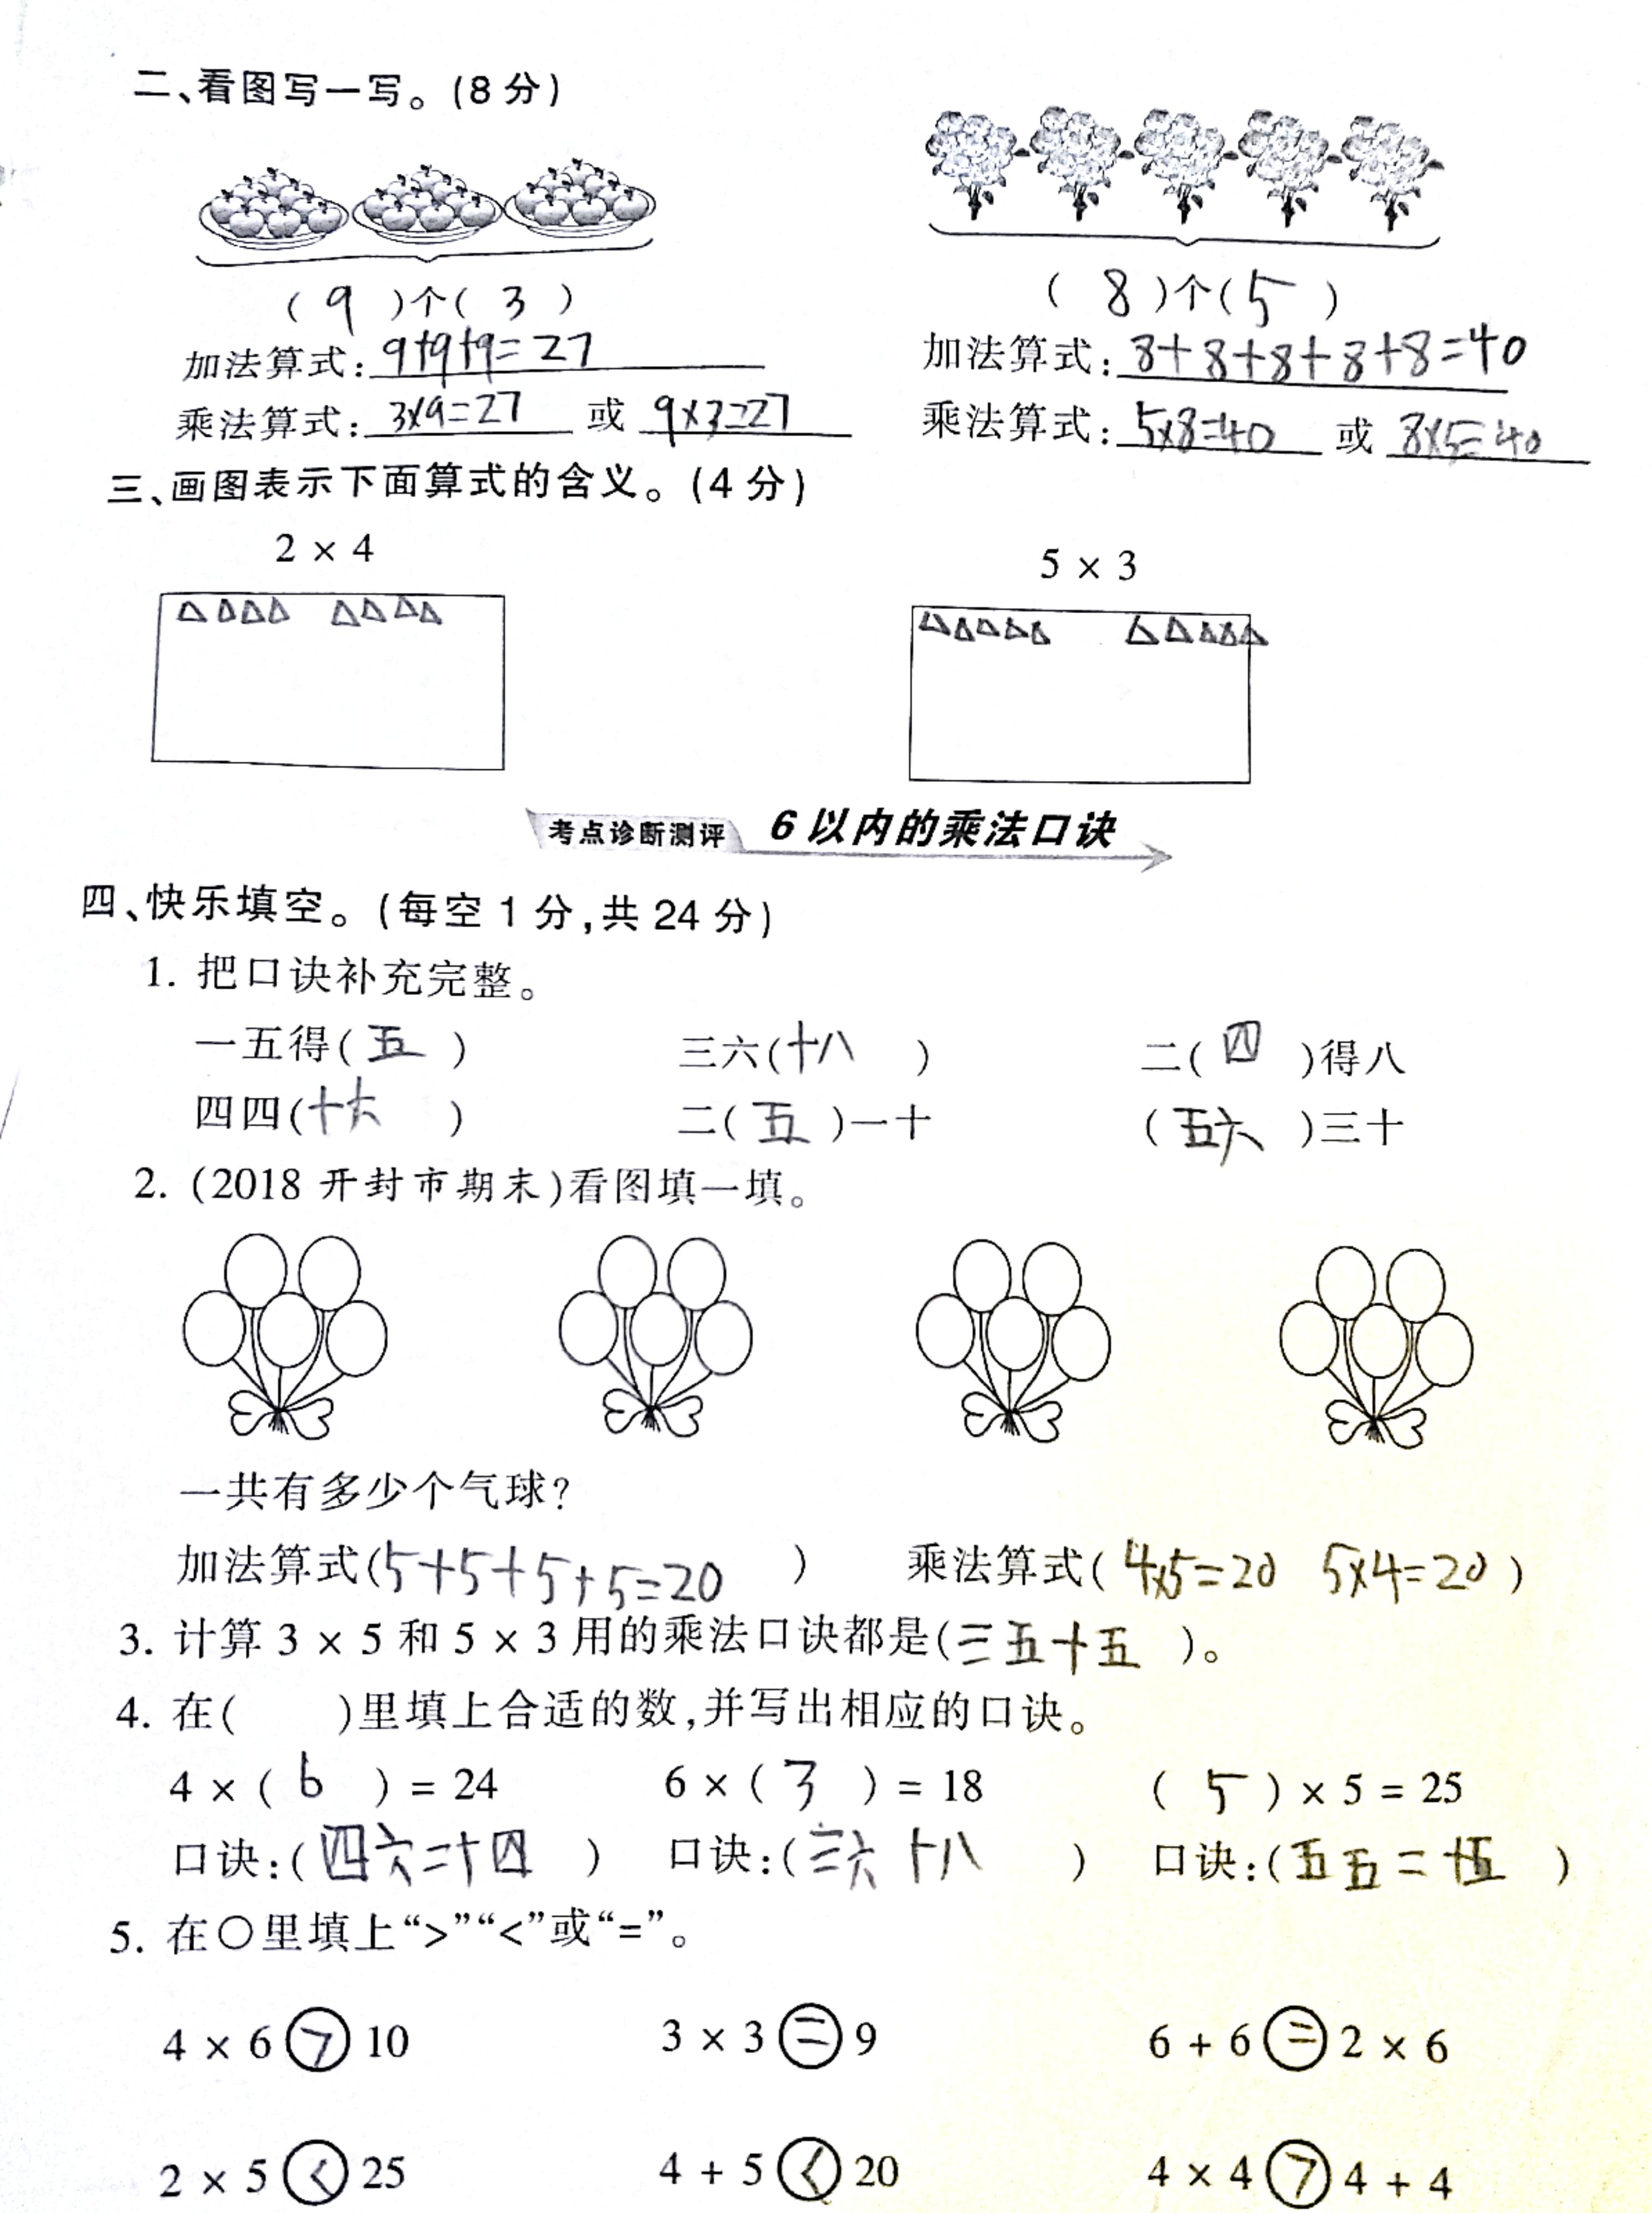 二、看图写一写。(8 分)
( 9 )个( 3 )
( 8 )个( 5 )
加法算式:9+9+9=27
加法算式:8+8+8+8+8=40
乘法算式:3×9=27 或 9×3=27
乘法算式:5×8=40 或 8×5=40
三、画图表示下面算式的含义。(4 分)
2 × 4
5 × 3
考点诊断测评 6 以内的乘法口诀
四、快乐填空。(每空 1 分,共 24 分)
1. 把口诀补充完整。
一五得( 五 ) 三六(十八 ) 二( 四 )得八
四四(十六 ) 二( 五 )一十 ( 五六 )三十
2. (2018 开封市期末)看图填一填。
一共有多少个气球?
加法算式(5+5+5+5=20 ) 乘法算式( 4×5=20 5×4=20 )
3. 计算 3 × 5 和 5 × 3 用的乘法口诀都是(三五十五 )。
4. 在( )里填上合适的数,并写出相应的口诀。
4 × ( 6 ) = 24 6 × ( 3 ) = 18 ( 5 ) × 5 = 25
口诀:( 四六二十四 ) 口诀:( 三六十八 ) 口诀:( 五五二十五 )
5. 在○里填上“>”“<”或“=”。
4 × 6 > 10 3 × 3 = 9 6 + 6 = 2 × 6
2 × 5 < 25 4 + 5 < 20 4 × 4 > 4 + 4